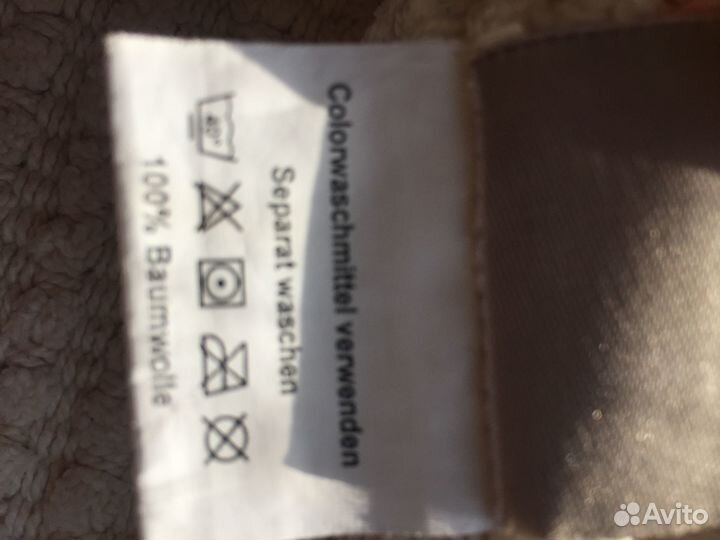 Colorwaschmittel verwenden
Separat waschen
40°
100% Baumwolle
Avito